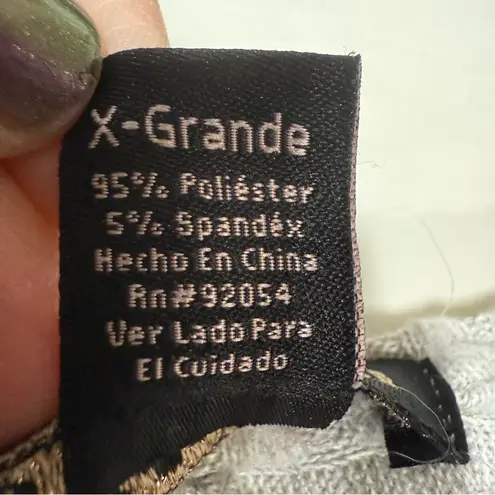 X-Grande
95% Poliéster
5% Spandéx
Hecho En China
Rn#92054
Ver Lado Para
El Cuidado